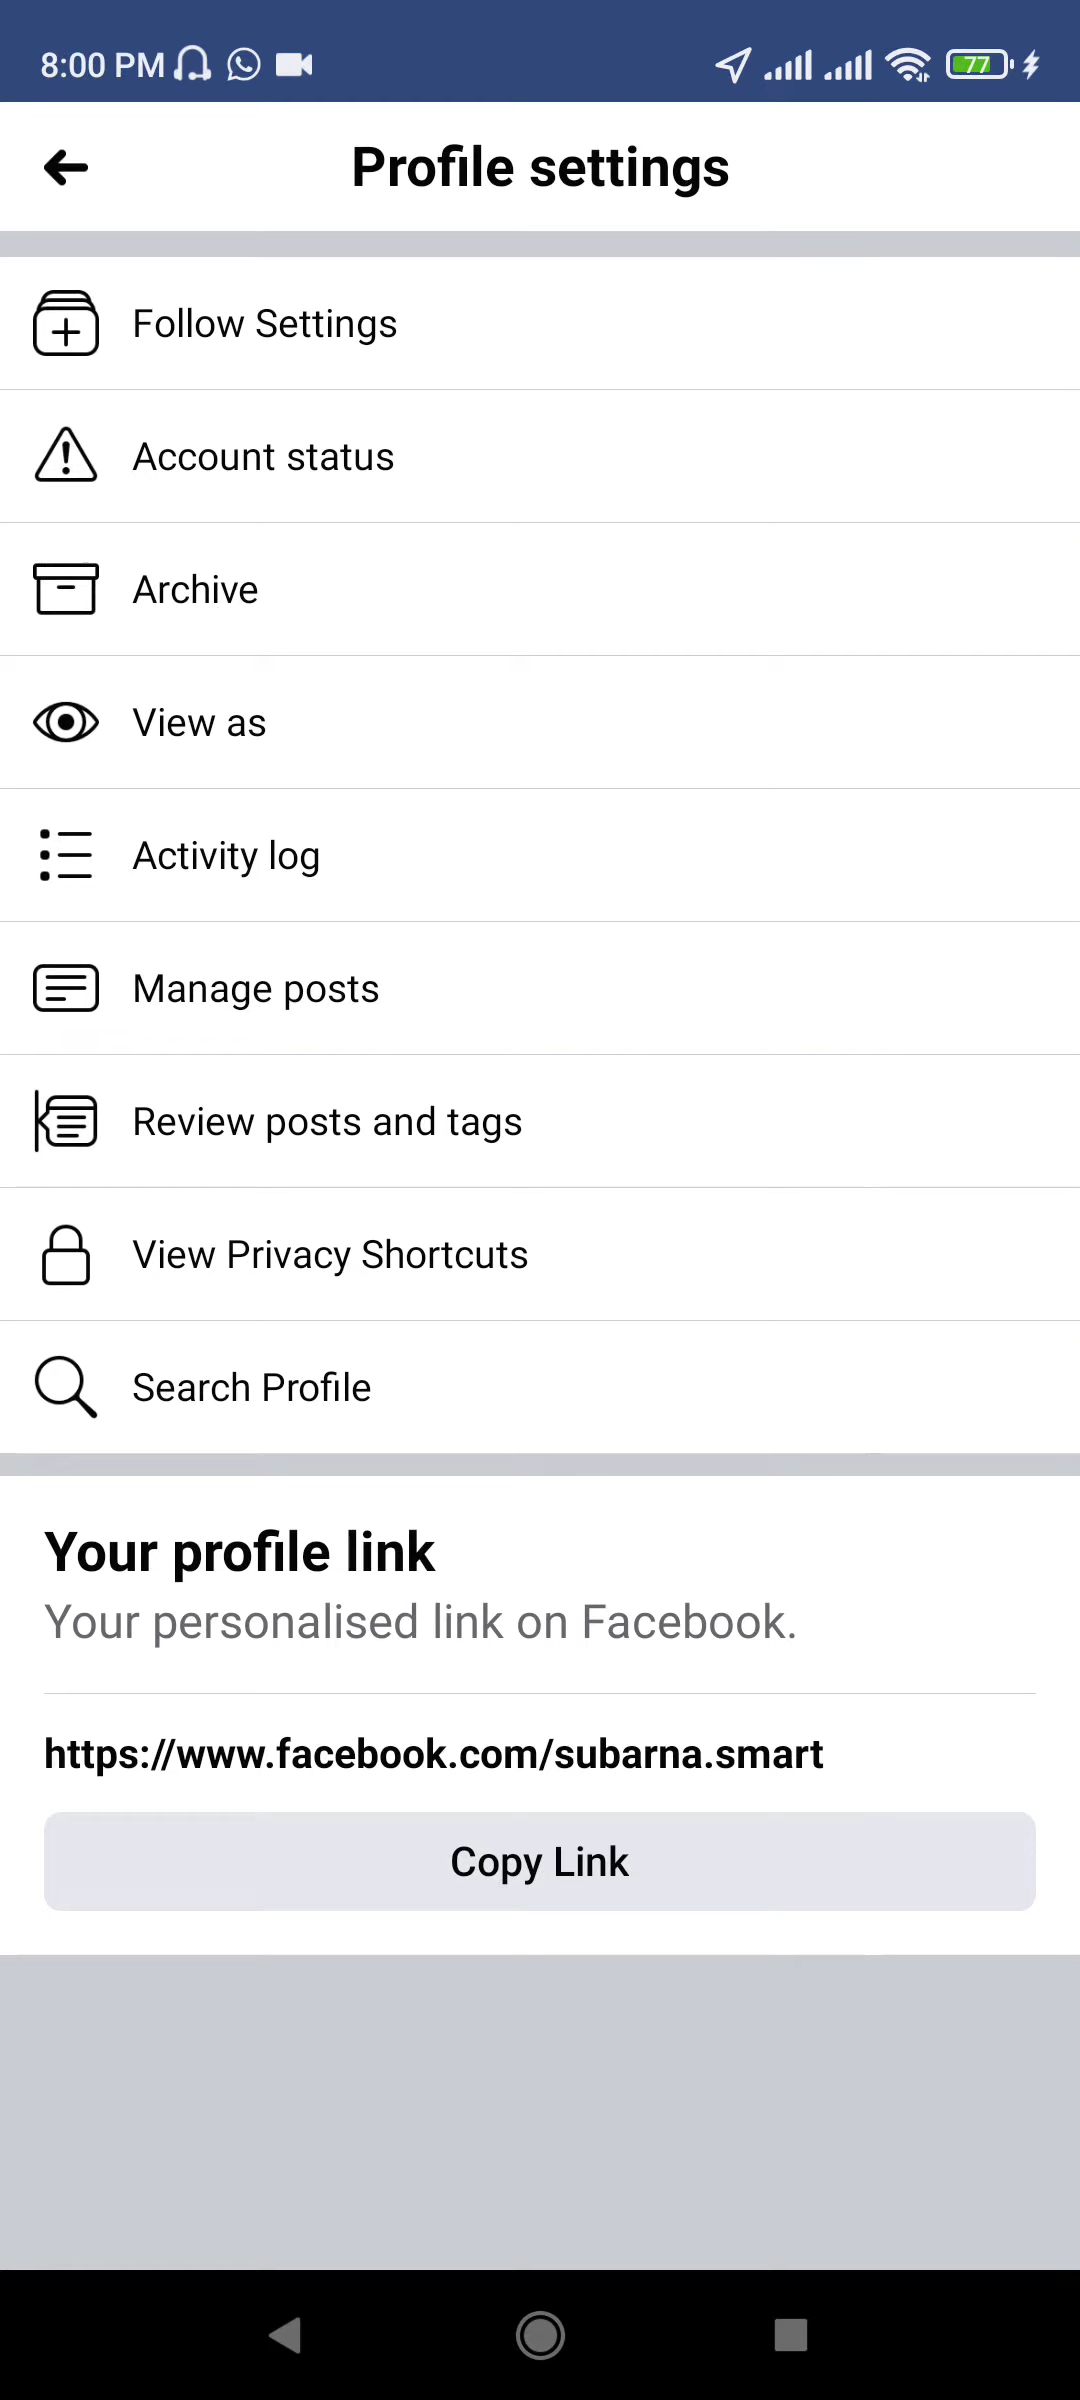 8:00 PM
77
Profile settings
Follow Settings
Account status
Archive
View as
Activity log
Manage posts
Review posts and tags
View Privacy Shortcuts
Search Profile
Your profile link
Your personalised link on Facebook.
https://www.facebook.com/subarna.smart
Copy Link